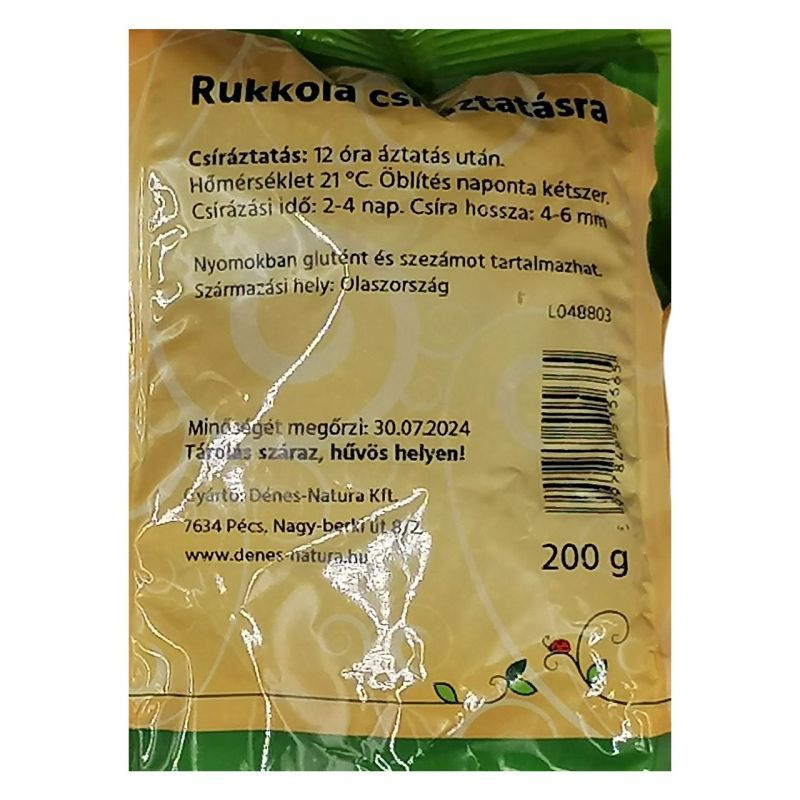 Rukkola csíráztatásra
Csíráztatás: 12 óra áztatás után.
Hőmérséklet 21 °C. Öblítés naponta kétszer.
Csírázási idő: 2-4 nap. Csíra hossza: 4-6 mm
Nyomokban glutént és szezámot tartalmazhat.
Származási hely: Olaszország
L048803
Minőségét megőrzi: 30.07.2024
Tárolás száraz, hűvös helyen!
Gyártó: Dénes-Natura Kft.
7634 Pécs, Nagy-berki út 8/2
www.denes-natura.hu
200 g